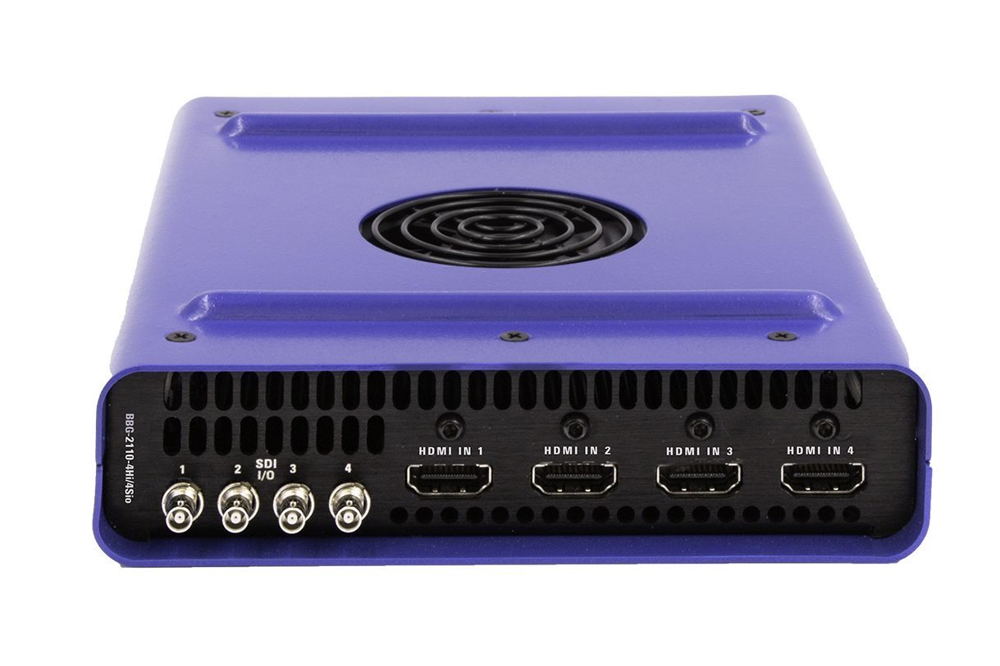 BBG-2110-4Hi/4Sio
1 2 SDI I/O 3 4
HDMI IN 1
HDMI IN 2
HDMI IN 3
HDMI IN 4